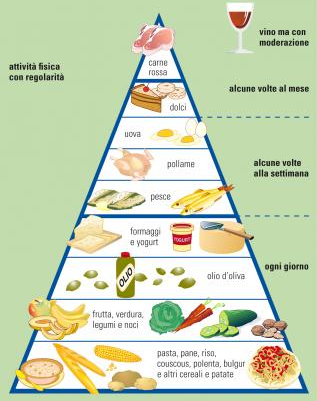 vino ma con
moderazione
attività fisica
con regolarità
carne
rossa
alcune volte al mese
dolci
uova
pollame
alcune volte
alla settimana
pesce
formaggi
e yogurt
YOGURT
ogni giorno
OLIO
olio d'oliva
frutta, verdura,
legumi e noci
pasta, pane, riso,
couscous, polenta, bulgur
e altri cereali e patate